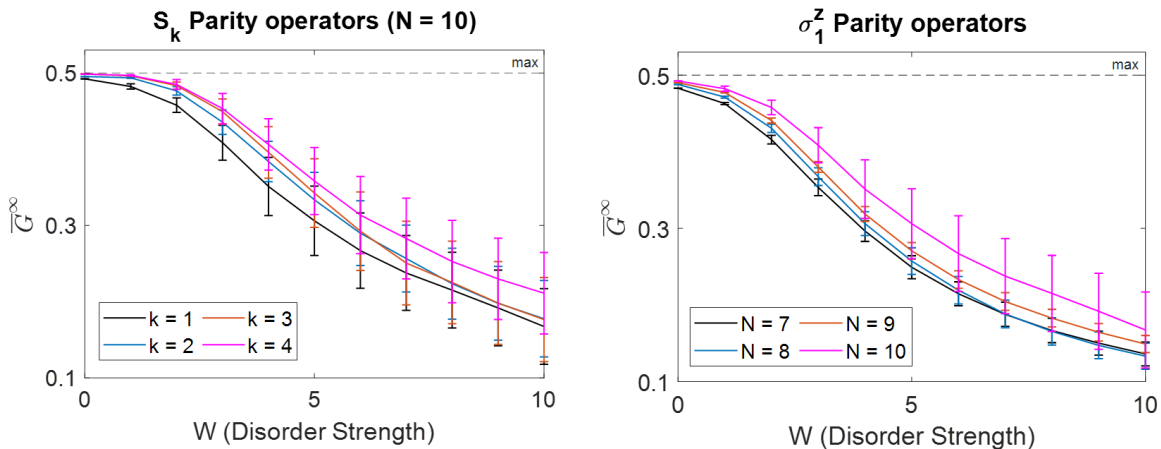 S_k Parity operators (N = 10)
max
0.5
0.3
0.1
G̅^∞
k = 1
k = 2
k = 3
k = 4
0
5
10
W (Disorder Strength)
σ_1^z Parity operators
max
0.5
0.3
0.1
G̅^∞
N = 7
N = 8
N = 9
N = 10
0
5
10
W (Disorder Strength)